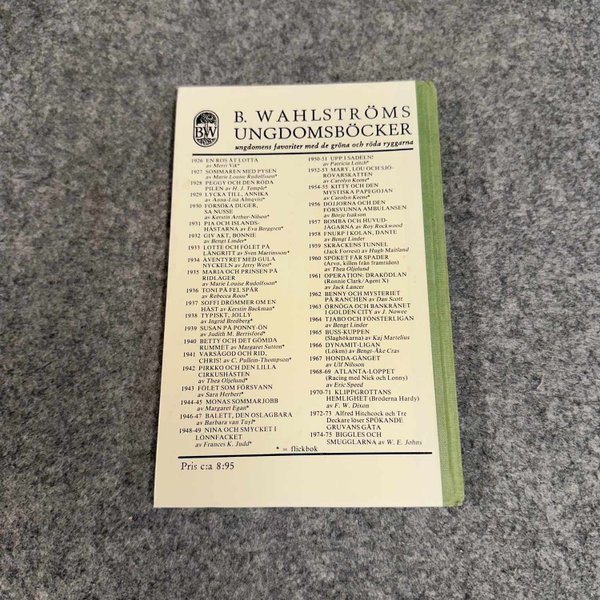 BW
B. WAHLSTRÖMS
UNGDOMSBÖCKER
ungdomens favoriter med de gröna och röda ryggarna
1926 EN ROS ÅT LOTTA
av Merri Vik*
1927 SOMMAREN MED PYSEN
av Marie Louise Rudolfsson*
1928 PEGGY OCH DEN RÖDA
PILEN av H. J. Temple*
1929 LYCKA TILL, ANNIKA
av Anna-Lisa Almqvist*
1930 FÖRSÖKA DUGER,
SA NUSSE
av Kerstin Arthur-Nilson*
1931 PIA OCH ISLANDS-
HÄSTARNA av Eva Berggren*
1932 GIV AKT, BONNIE
av Bengt Linder*
1933 LOTTE OCH FÖLET PÅ
LÅNGRITT av Sven Martinson*
1934 ÄVENTYRET MED GULA
NYCKELN av Jerry West*
1935 MARIA OCH PRINSEN PÅ
RIDLÄGER
av Marie Louise Rudolfsson*
1936 TONI PÅ FEL SPÅR
av Rebecca Roos*
1937 SOFFI DRÖMMER OM EN
HÄST av Kerstin Backman*
1938 TYPISKT, JOLLY
av Ingrid Bredberg*
1939 SUSAN PÅ PONNY-ÖN
av Judith M. Berrisford*
1940 BETTY OCH DET GÖMDA
RUMMET av Margaret Sutton*
1941 VARSÅGOD OCH RID,
CHRIS! av C. Pullein-Thompson*
1942 PIRKKO OCH DEN LILLA
CIRKUSHÄSTEN
av Thea Oljelund*
1943 FÖLET SOM FÖRSVANN
av Sara Herbert*
1944-45 MONAS SOMMARJOBB
av Margaret Egan*
1946-47 BALETT, DEN OSLAGBARA
av Barbara van Tuyl*
1948-49 NINA OCH SMYCKET I
LÖNNFACKET
av Frances K. Judd*
1950-51 UPP I SADELN!
av Patricia Leitch*
1952-53 MARY, LOU OCH SJÖ-
RÖVARSKATTEN
av Carolyn Keene*
1954-55 KITTY OCH DEN
MYSTISKA PAPEGOJAN
av Carolyn Keene*
1956 DOJJORNA OCH DEN
FÖRSVUNNA AMBULANSEN
av Börje Isakson
1957 BOMBA OCH HUVUD-
JÄGARNA av Roy Rockwood
1958 FNURP I KOLAN, DANTE
av Bengt Linder
1959 SKRÄCKENS TUNNEL
(Jack Forrest) av Hugh Maitland
1960 SPÖKET FÅR SPADER
(Arvo, killen från framtiden)
av Thea Oljelund
1961 OPERATION: DRAKÖDLAN
(Ronnie Clark/Agent X)
av Jack Lancer
1962 BENNY OCH MYSTERIET
PÅ RANCHEN av Dan Scott
1963 ÖRNÖGA OCH BANKRÅNET
I GOLDEN CITY av J. Nowee
1964 TJABO OCH FÖNSTERLIGAN
av Bengt Linder
1965 BUSS-KUPPEN
(Slaghökarna) av Kaj Martelius
1966 DYNAMIT-LIGAN
(Lökm) av Bengt-Åke Cras
1967 HONDA-GÄNGET
av Ulf Nilsson
1968-69 ATLANTA-LOPPET
(Racing med Nick och Lonny)
av Eric Speed
1970-71 KLIPPGROTTANS
HEMLIGHET (Bröderna Hardy)
av F. W. Dixon
1972-73 Alfred Hitchcock och Tre
Deckare löser SPÖKANDE
GRUVANS GÅTA
1974-75 BIGGLES OCH
SMUGGLARNA av W. E. Johns
* = flickbok
Pris c:a 8:95